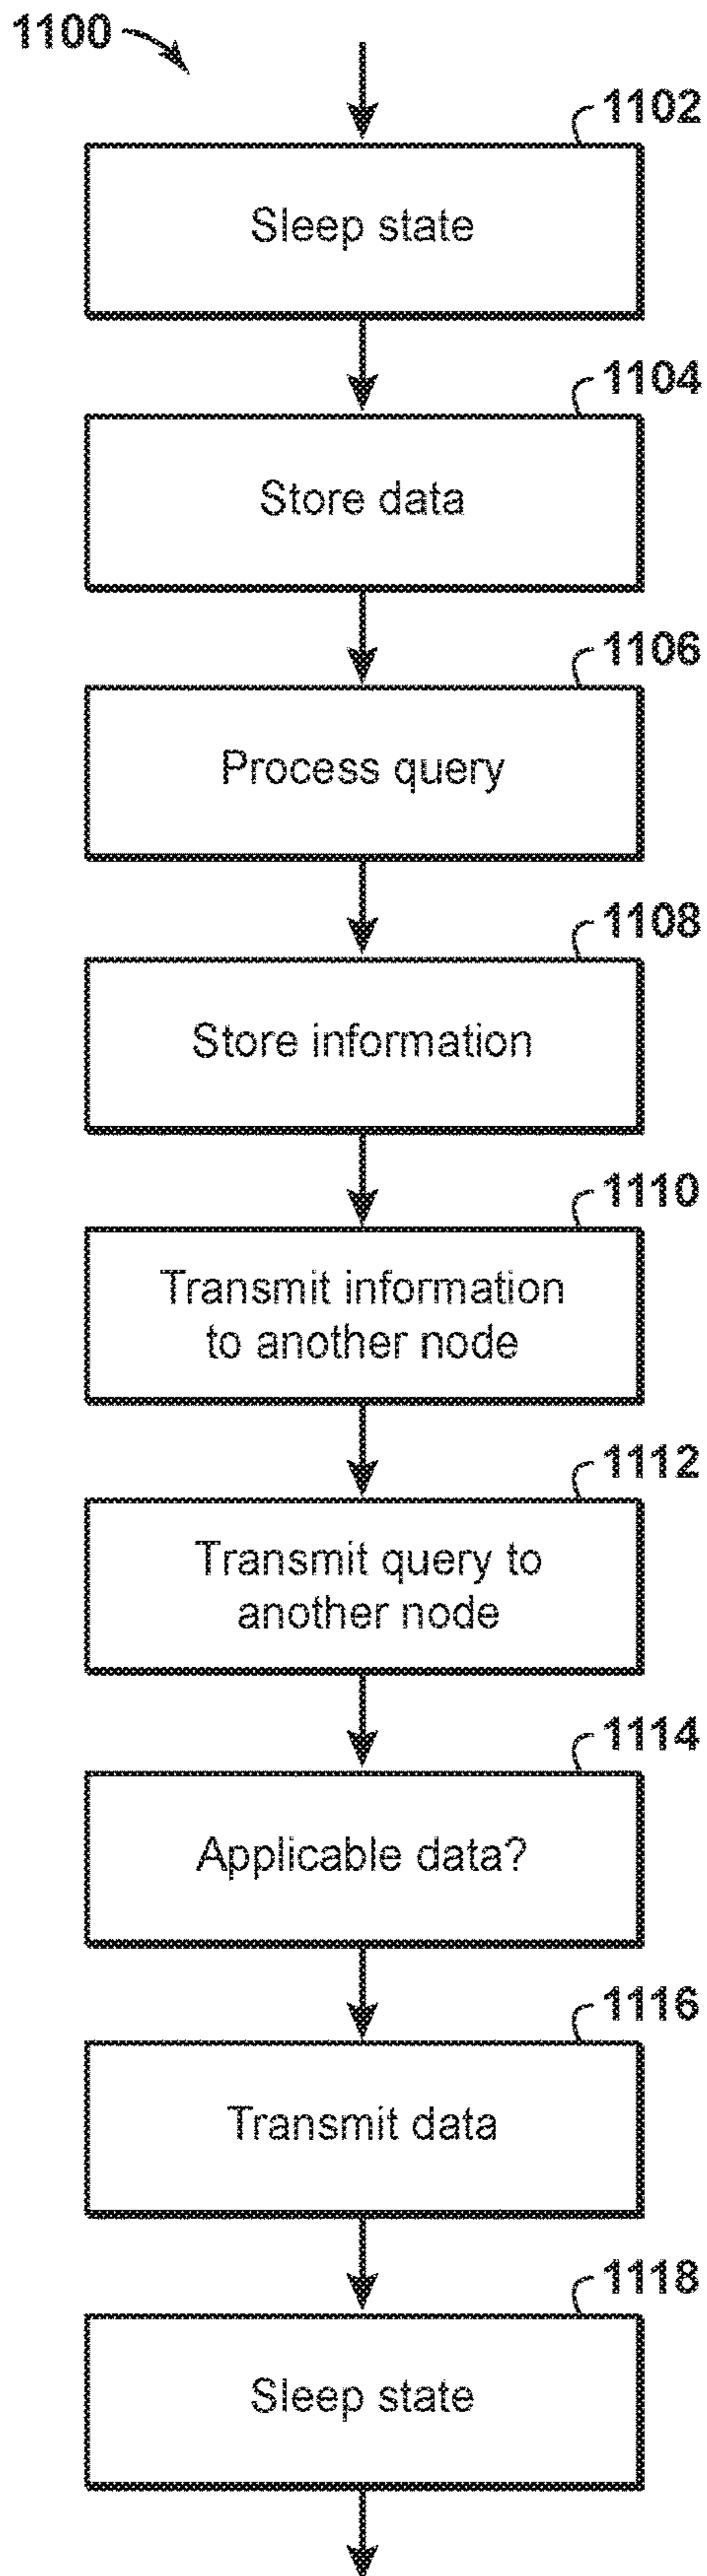 1100
1102
Sleep state
1104
Store data
1106
Process query
1108
Store information
1110
Transmit information
to another node
1112
Transmit query to
another node
1114
Applicable data?
1116
Transmit data
1118
Sleep state